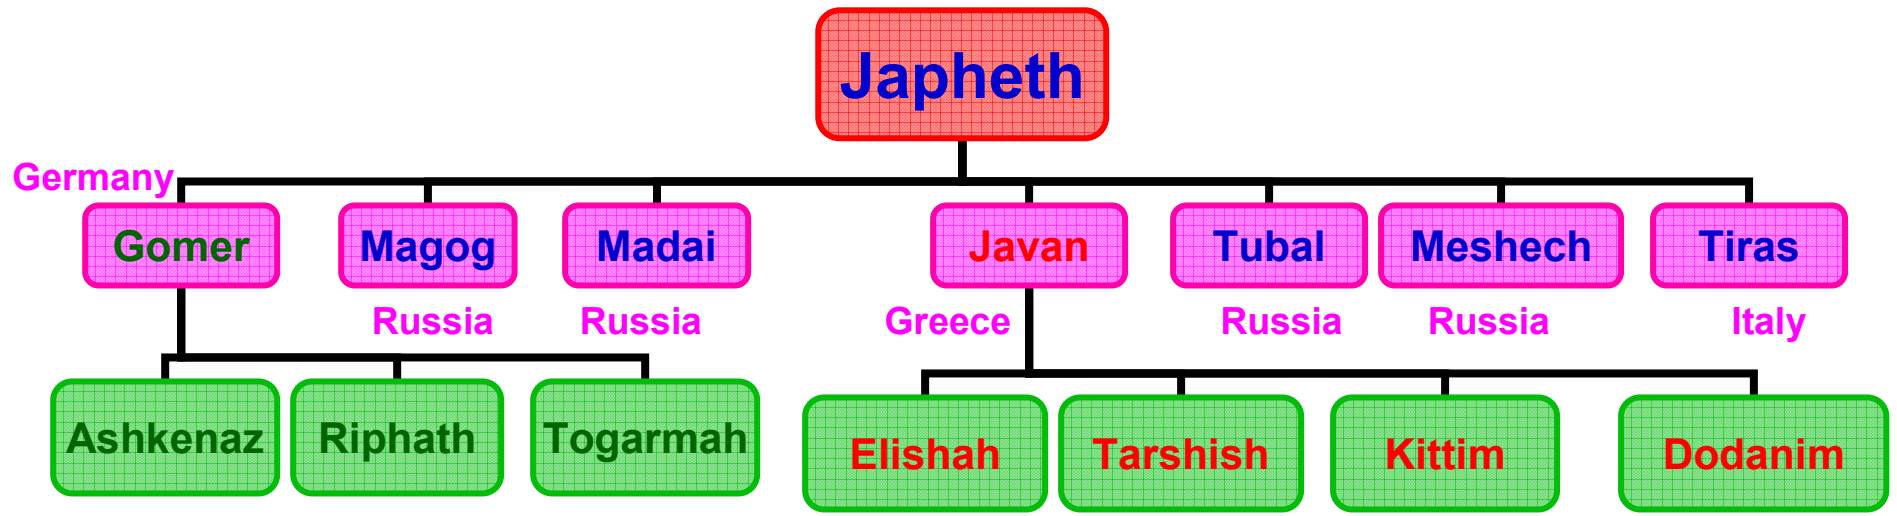 Japheth
Germany
Gomer
Magog
Madai
Javan
Tubal
Meshech
Tiras
Russia
Russia
Greece
Russia
Russia
Italy
Ashkenaz
Riphath
Togarmah
Elishah
Tarshish
Kittim
Dodanim